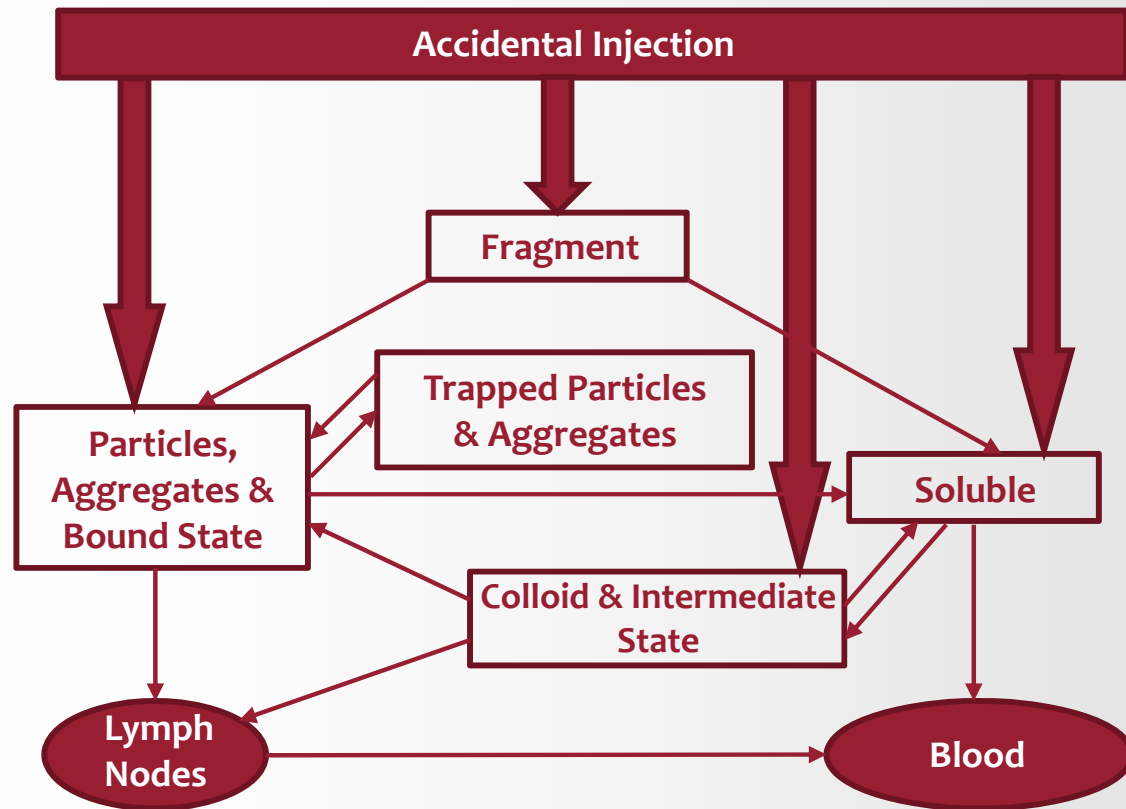 Accidental Injection
Fragment
Trapped Particles
& Aggregates
Particles,
Aggregates &
Bound State
Soluble
Colloid & Intermediate
State
Lymph
Nodes
Blood